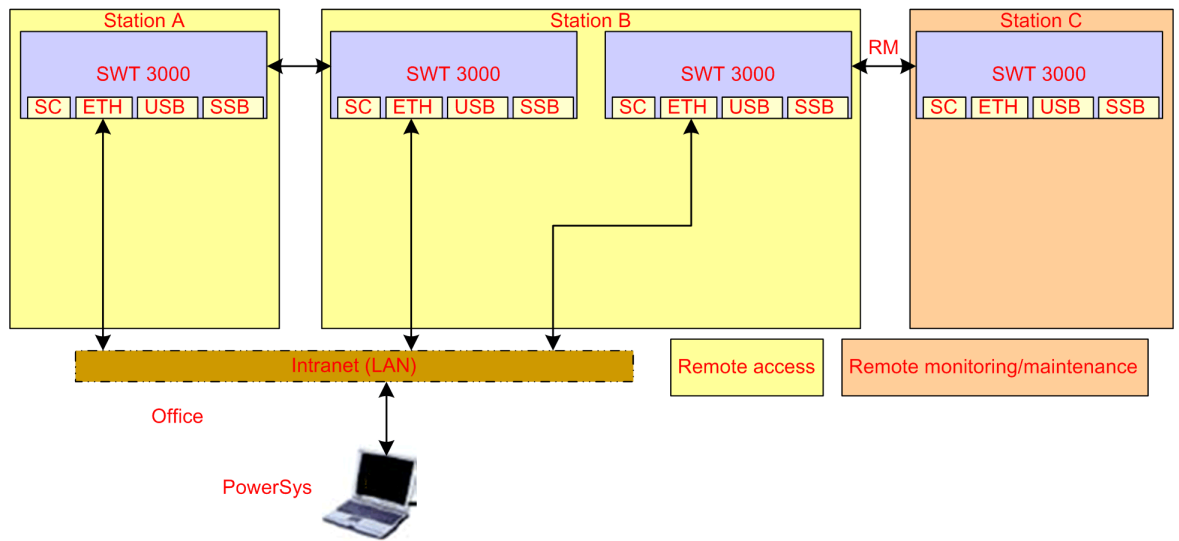 Station A
Station B
Station C
RM
SWT 3000
SWT 3000
SWT 3000
SWT 3000
SC ETH USB SSB
SC ETH USB SSB
SC ETH USB SSB
SC ETH USB SSB
Intranet (LAN)
Remote access
Remote monitoring/maintenance
Office
PowerSys